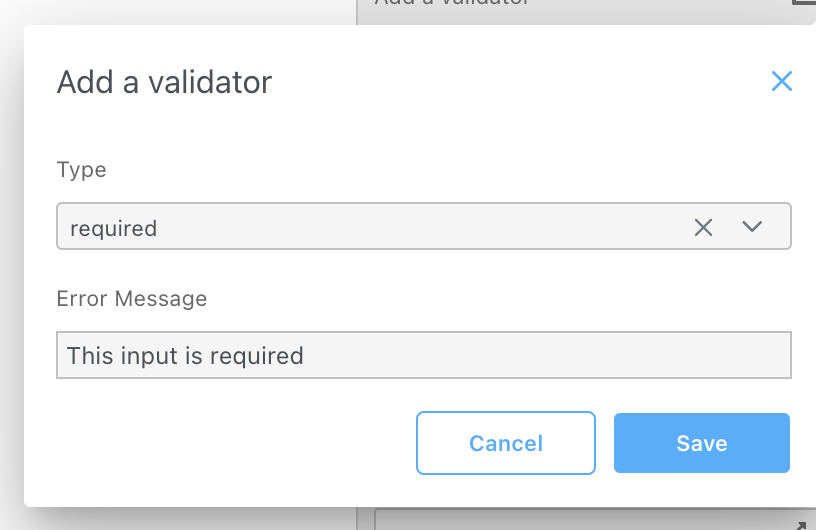 Add a validator
Add a validator
Type
required
Error Message
This input is required
Cancel
Save